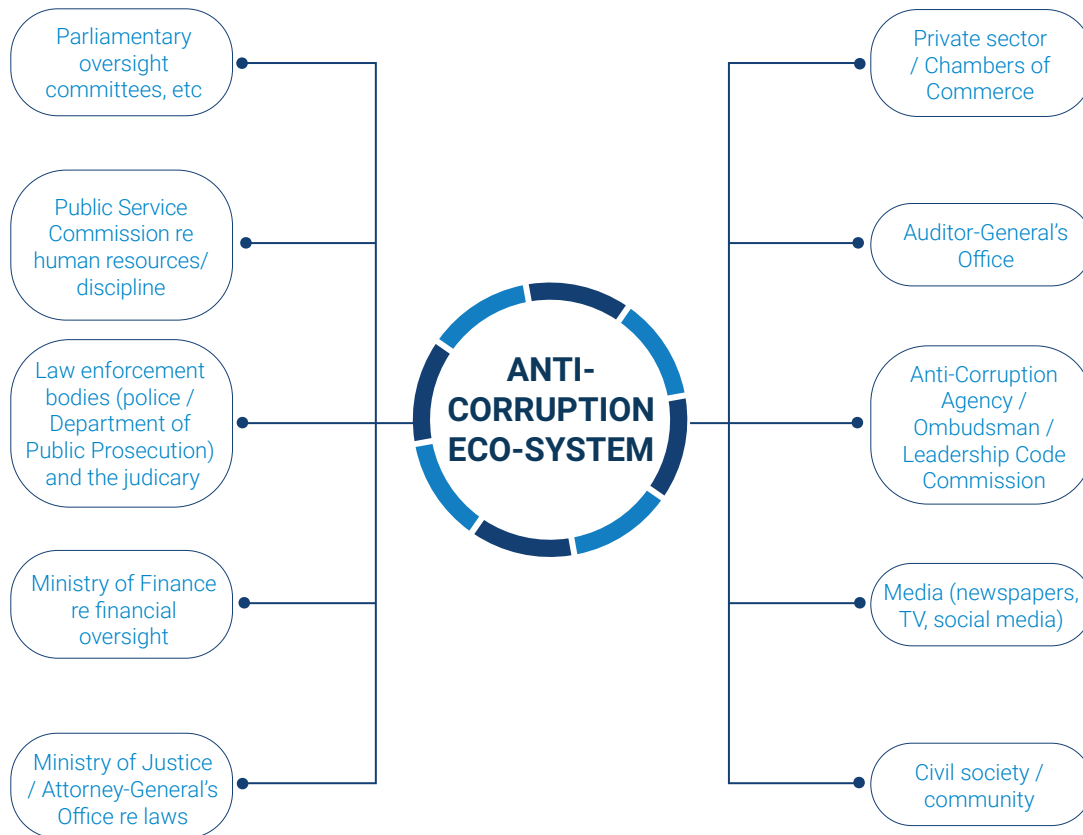 Parliamentary
oversight
committees, etc
Public Service
Commission re
human resources/
discipline
Law enforcement
bodies (police /
Department of
Public Prosecution)
and the judicary
Ministry of Finance
re financial
oversight
Ministry of Justice
/ Attorney-General’s
Office re laws
ANTI-
CORRUPTION
ECO-SYSTEM
Private sector
/ Chambers of
Commerce
Auditor-General’s
Office
Anti-Corruption
Agency /
Ombudsman /
Leadership Code
Commission
Media (newspapers,
TV, social media)
Civil society /
community